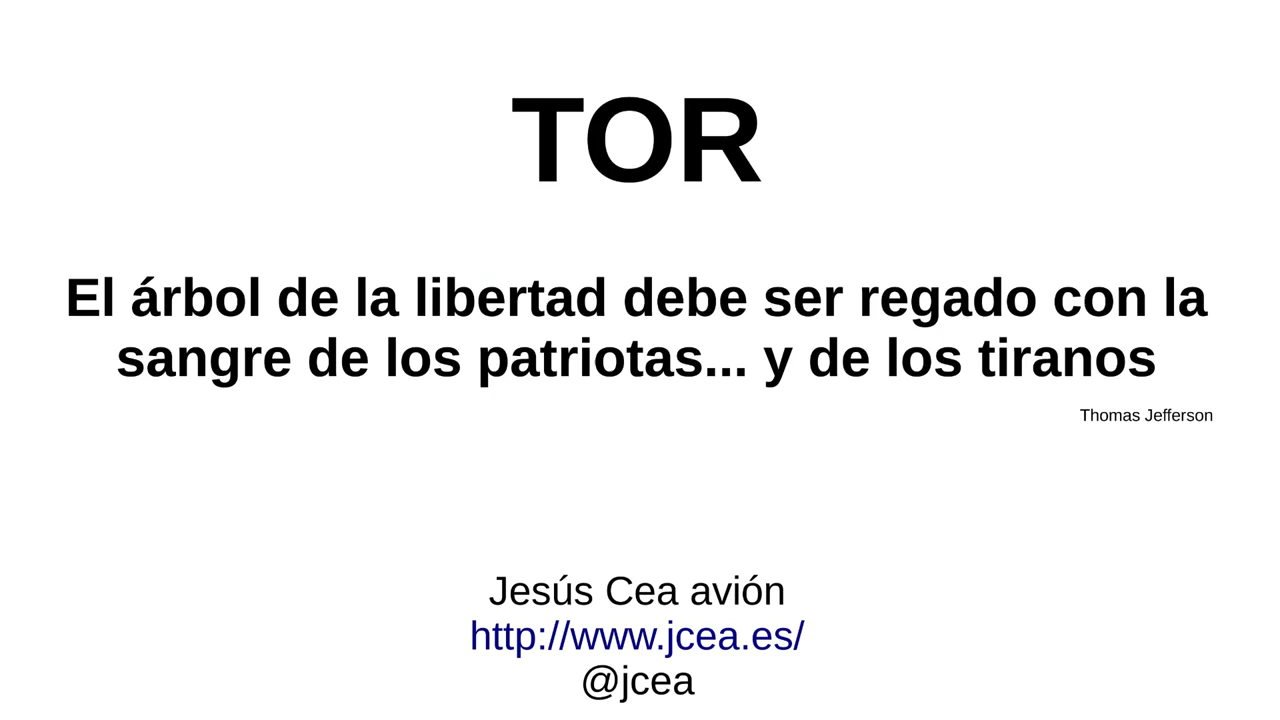 TOR
El árbol de la libertad debe ser regado con la
sangre de los patriotas... y de los tiranos
Thomas Jefferson
Jesús Cea avión
http://www.jcea.es/
@jcea